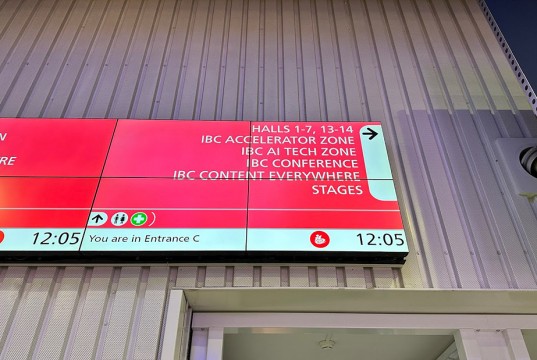 HALLS 1-7, 13-14
IBC ACCELERATOR ZONE
IBC AI TECH ZONE
IBC CONFERENCE
IBC CONTENT EVERYWHERE
STAGES
12:05
You are in Entrance C
12:05